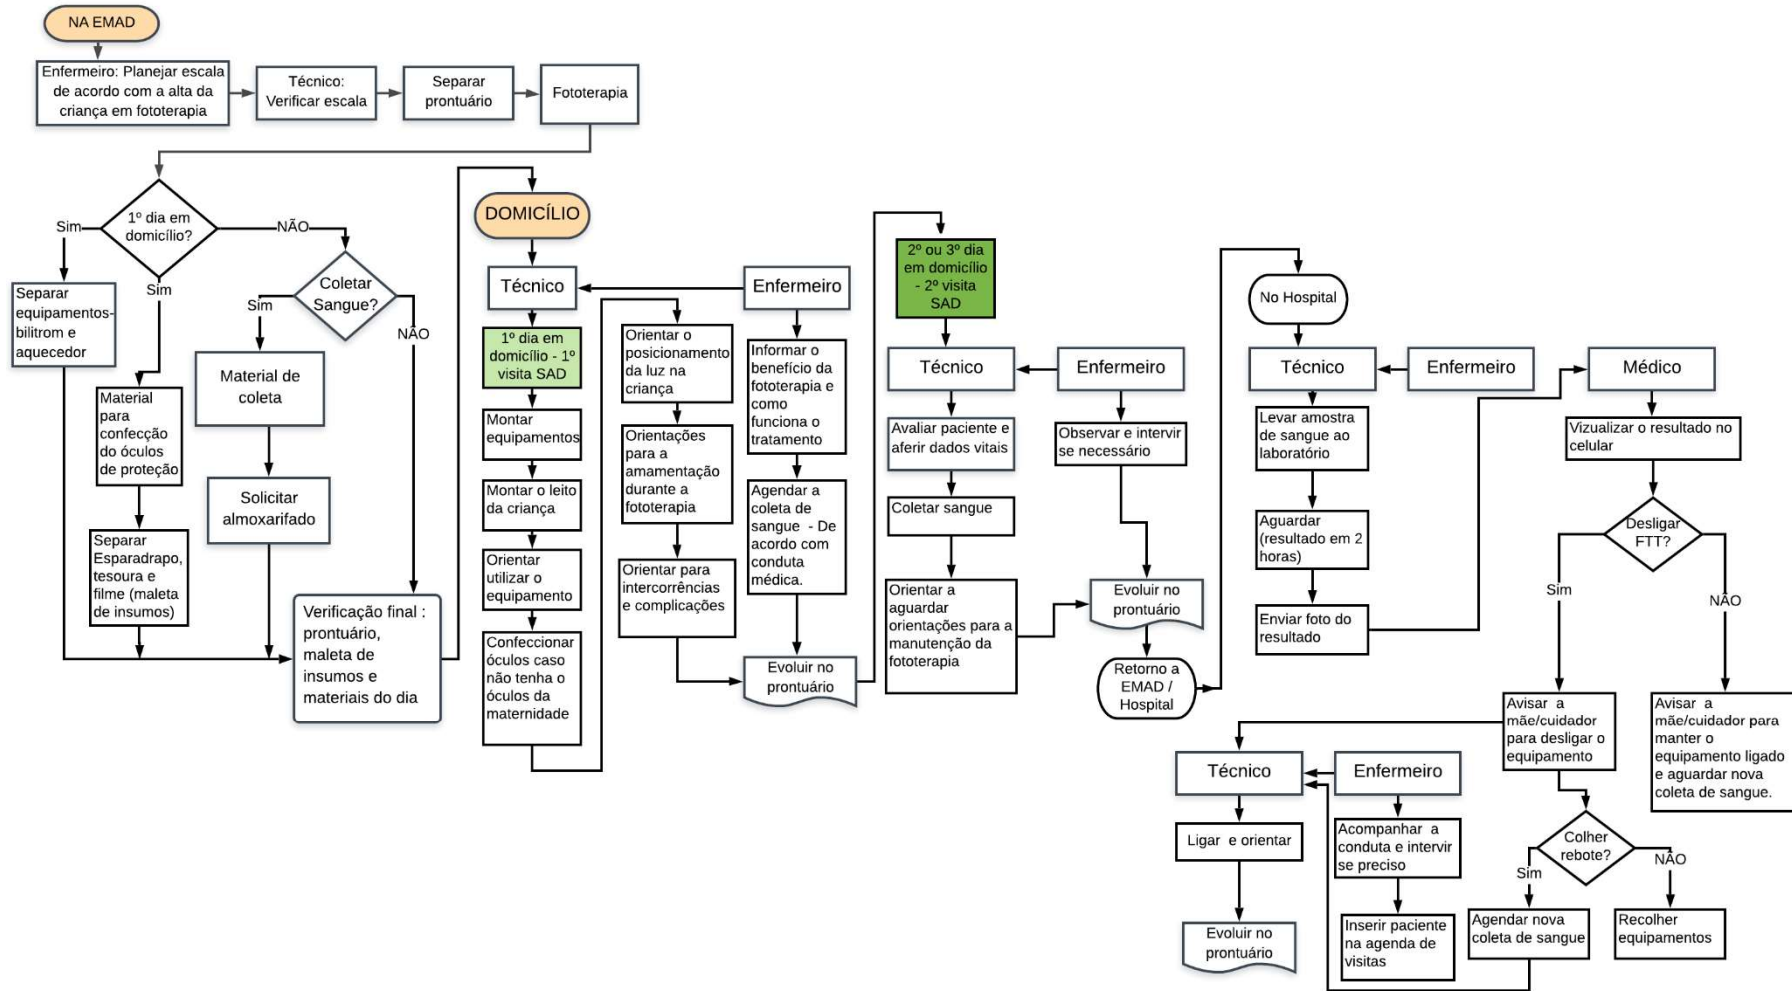 NA EMAD
Enfermeiro: Planejar escala
de acordo com a alta da
criança em fototerapia
Técnico:
Verificar escala
Separar
prontuário
Fototerapia
1º dia em
domicílio?
Sim
NÃO
Sim
Separar
equipamentos-
bilitrom e
aquecedor
Material
para
confecção
do óculos
de proteção
Separar
Esparadrapo,
tesoura e
filme (maleta
de insumos)
Coletar
Sangue?
Sim
NÃO
Material de
coleta
Solicitar
almoxarifado
Verificação final :
prontuário,
maleta de
insumos e
materiais do dia
DOMICÍLIO
Técnico
Enfermeiro
1º dia em
domicílio - 1º
visita SAD
Montar
equipamentos
Montar o leito
da criança
Orientar
utilizar o
equipamento
Confeccionar
óculos caso
não tenha o
óculos da
maternidade
Orientar o
posicionamento
da luz na
criança
Orientações
para a
amamentação
durante a
fototerapia
Orientar para
intercorrências
e complicações
Informar o
benefício da
fototerapia e
como
funciona o
tratamento
Agendar a
coleta de
sangue - De
acordo com
conduta
médica.
Evoluir no
prontuário
2º ou 3º dia
em domicílio
- 2º visita
SAD
Técnico
Enfermeiro
Avaliar paciente e
aferir dados vitais
Coletar sangue
Orientar a
aguardar
orientações para a
manutenção da
fototerapia
Observar e intervir
se necessário
Evoluir no
prontuário
Retorno a
EMAD /
Hospital
No Hospital
Técnico
Enfermeiro
Médico
Levar amostra
de sangue ao
laboratório
Aguardar
(resultado em 2
horas)
Enviar foto do
resultado
Vizualizar o resultado no
celular
Desligar
FTT?
Sim
NÃO
Avisar a
mãe/cuidador
para desligar o
equipamento
Avisar a
mãe/cuidador para
manter o
equipamento ligado
e aguardar nova
coleta de sangue.
Colher
rebote?
Sim
NÃO
Agendar nova
coleta de sangue
Recolher
equipamentos
Técnico
Enfermeiro
Ligar e orientar
Evoluir no
prontuário
Acompanhar a
conduta e intervir
se preciso
Inserir paciente
na agenda de
visitas